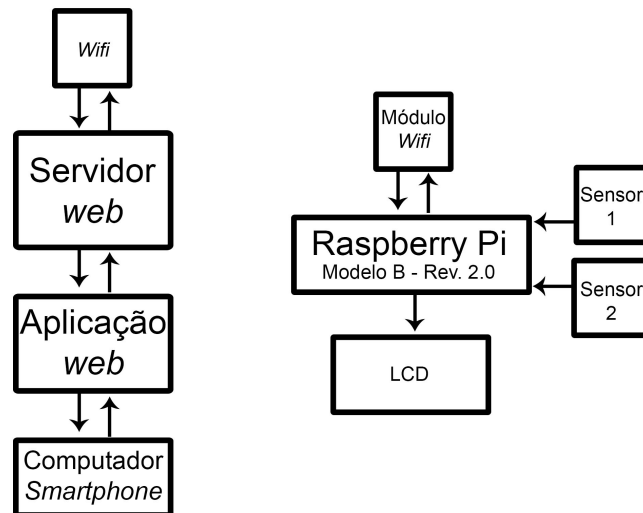 Wifi
Servidor
web
Aplicação
web
Computador
Smartphone
Módulo
Wifi
Raspberry Pi
Modelo B - Rev. 2.0
Sensor
1
Sensor
2
LCD